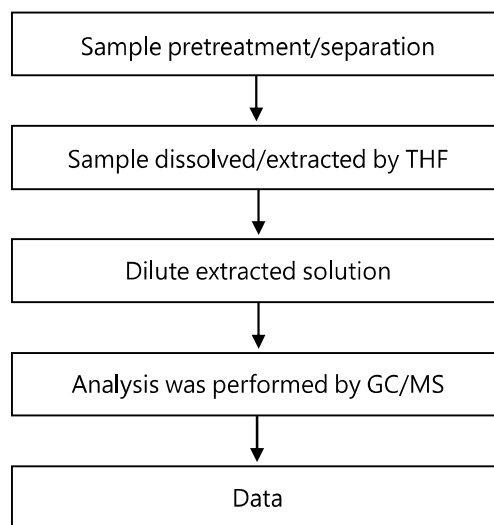 Sample pretreatment/separation
Sample dissolved/extracted by THF
Dilute extracted solution
Analysis was performed by GC/MS
Data